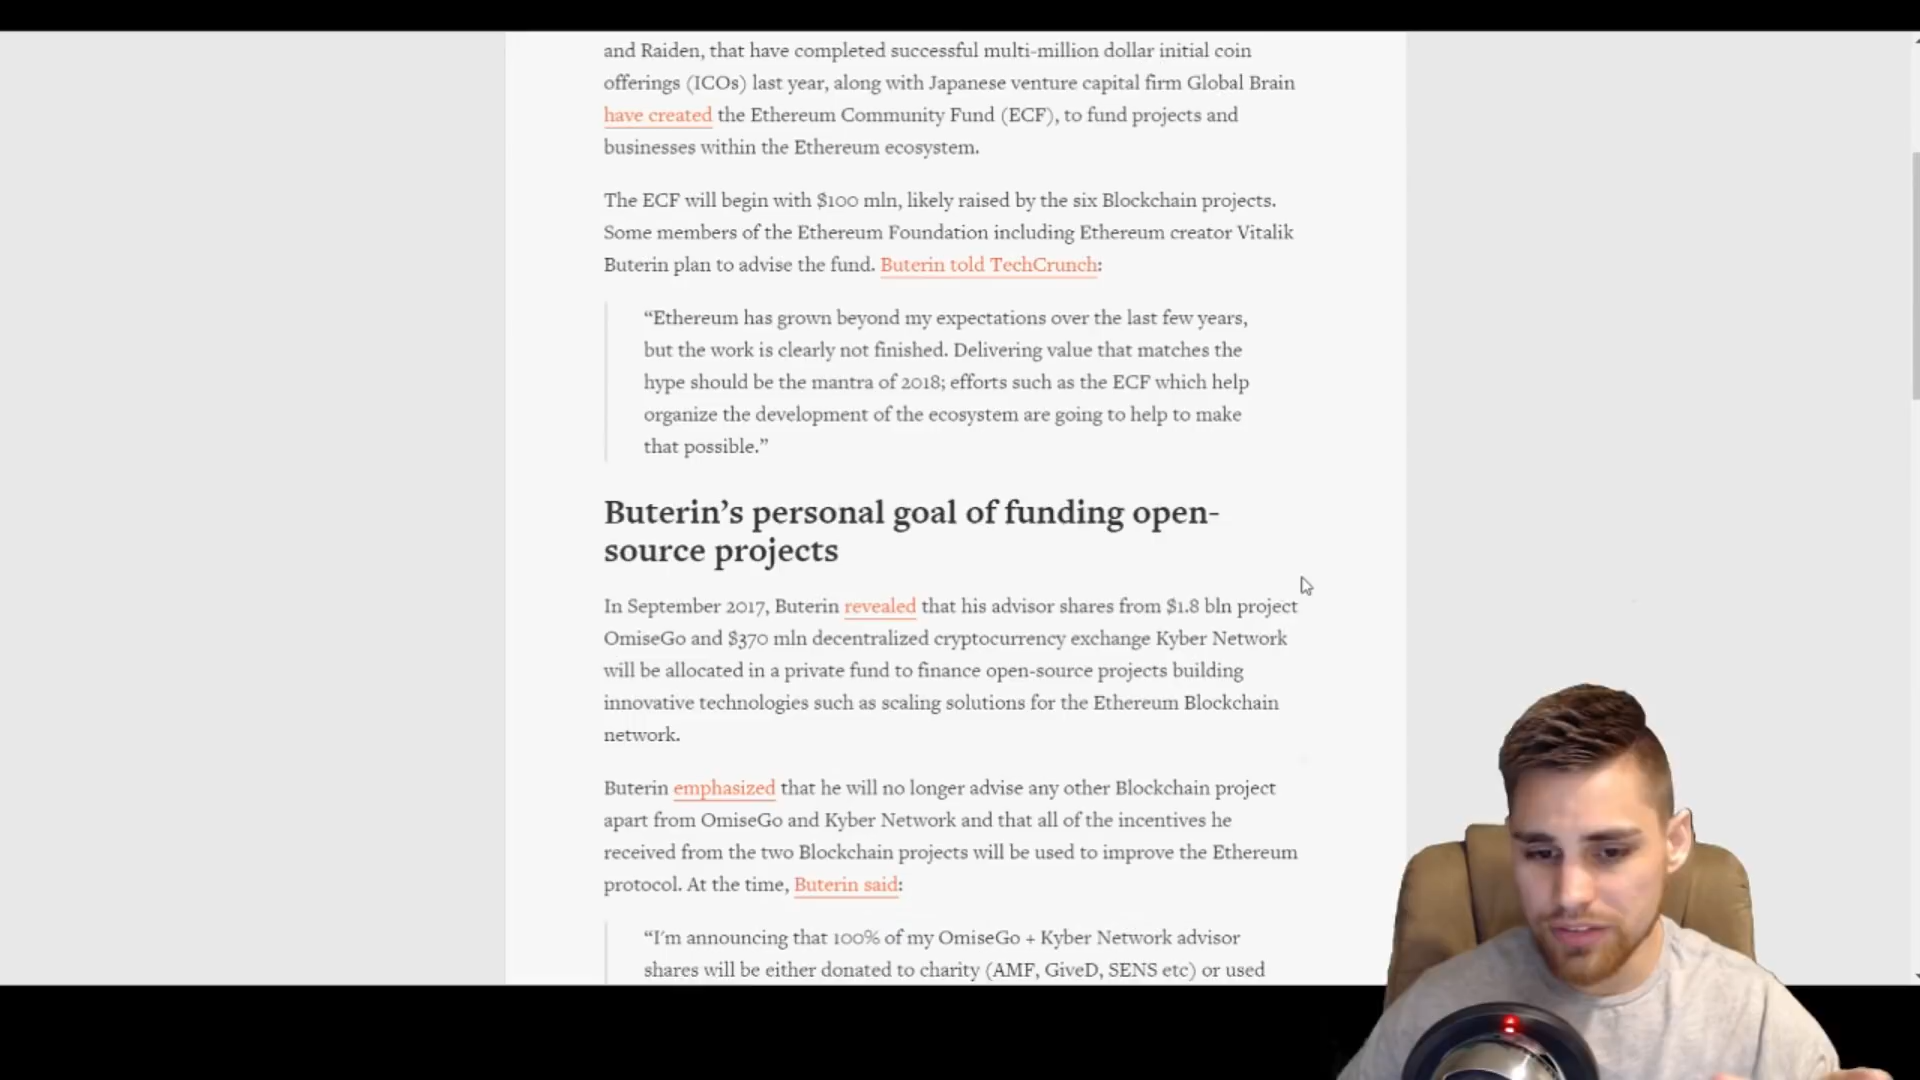 and Raiden, that have completed successful multi-million dollar initial coin
offerings (ICOs) last year, along with Japanese venture capital firm Global Brain
have created the Ethereum Community Fund (ECF), to fund projects and
businesses within the Ethereum ecosystem.
The ECF will begin with $100 mln, likely raised by the six Blockchain projects.
Some members of the Ethereum Foundation including Ethereum creator Vitalik
Buterin plan to advise the fund. Buterin told TechCrunch:
“Ethereum has grown beyond my expectations over the last few years,
but the work is clearly not finished. Delivering value that matches the
hype should be the mantra of 2018; efforts such as the ECF which help
organize the development of the ecosystem are going to help to make
that possible.”
Buterin’s personal goal of funding open-
source projects
In September 2017, Buterin revealed that his advisor shares from $1.8 bln project
OmiseGo and $370 mln decentralized cryptocurrency exchange Kyber Network
will be allocated in a private fund to finance open-source projects building
innovative technologies such as scaling solutions for the Ethereum Blockchain
network.
Buterin emphasized that he will no longer advise any other Blockchain project
apart from OmiseGo and Kyber Network and that all of the incentives he
received from the two Blockchain projects will be used to improve the Ethereum
protocol. At the time, Buterin said:
“I'm announcing that 100% of my OmiseGo + Kyber Network advisor
shares will be either donated to charity (AMF, GiveD, SENS etc) or used